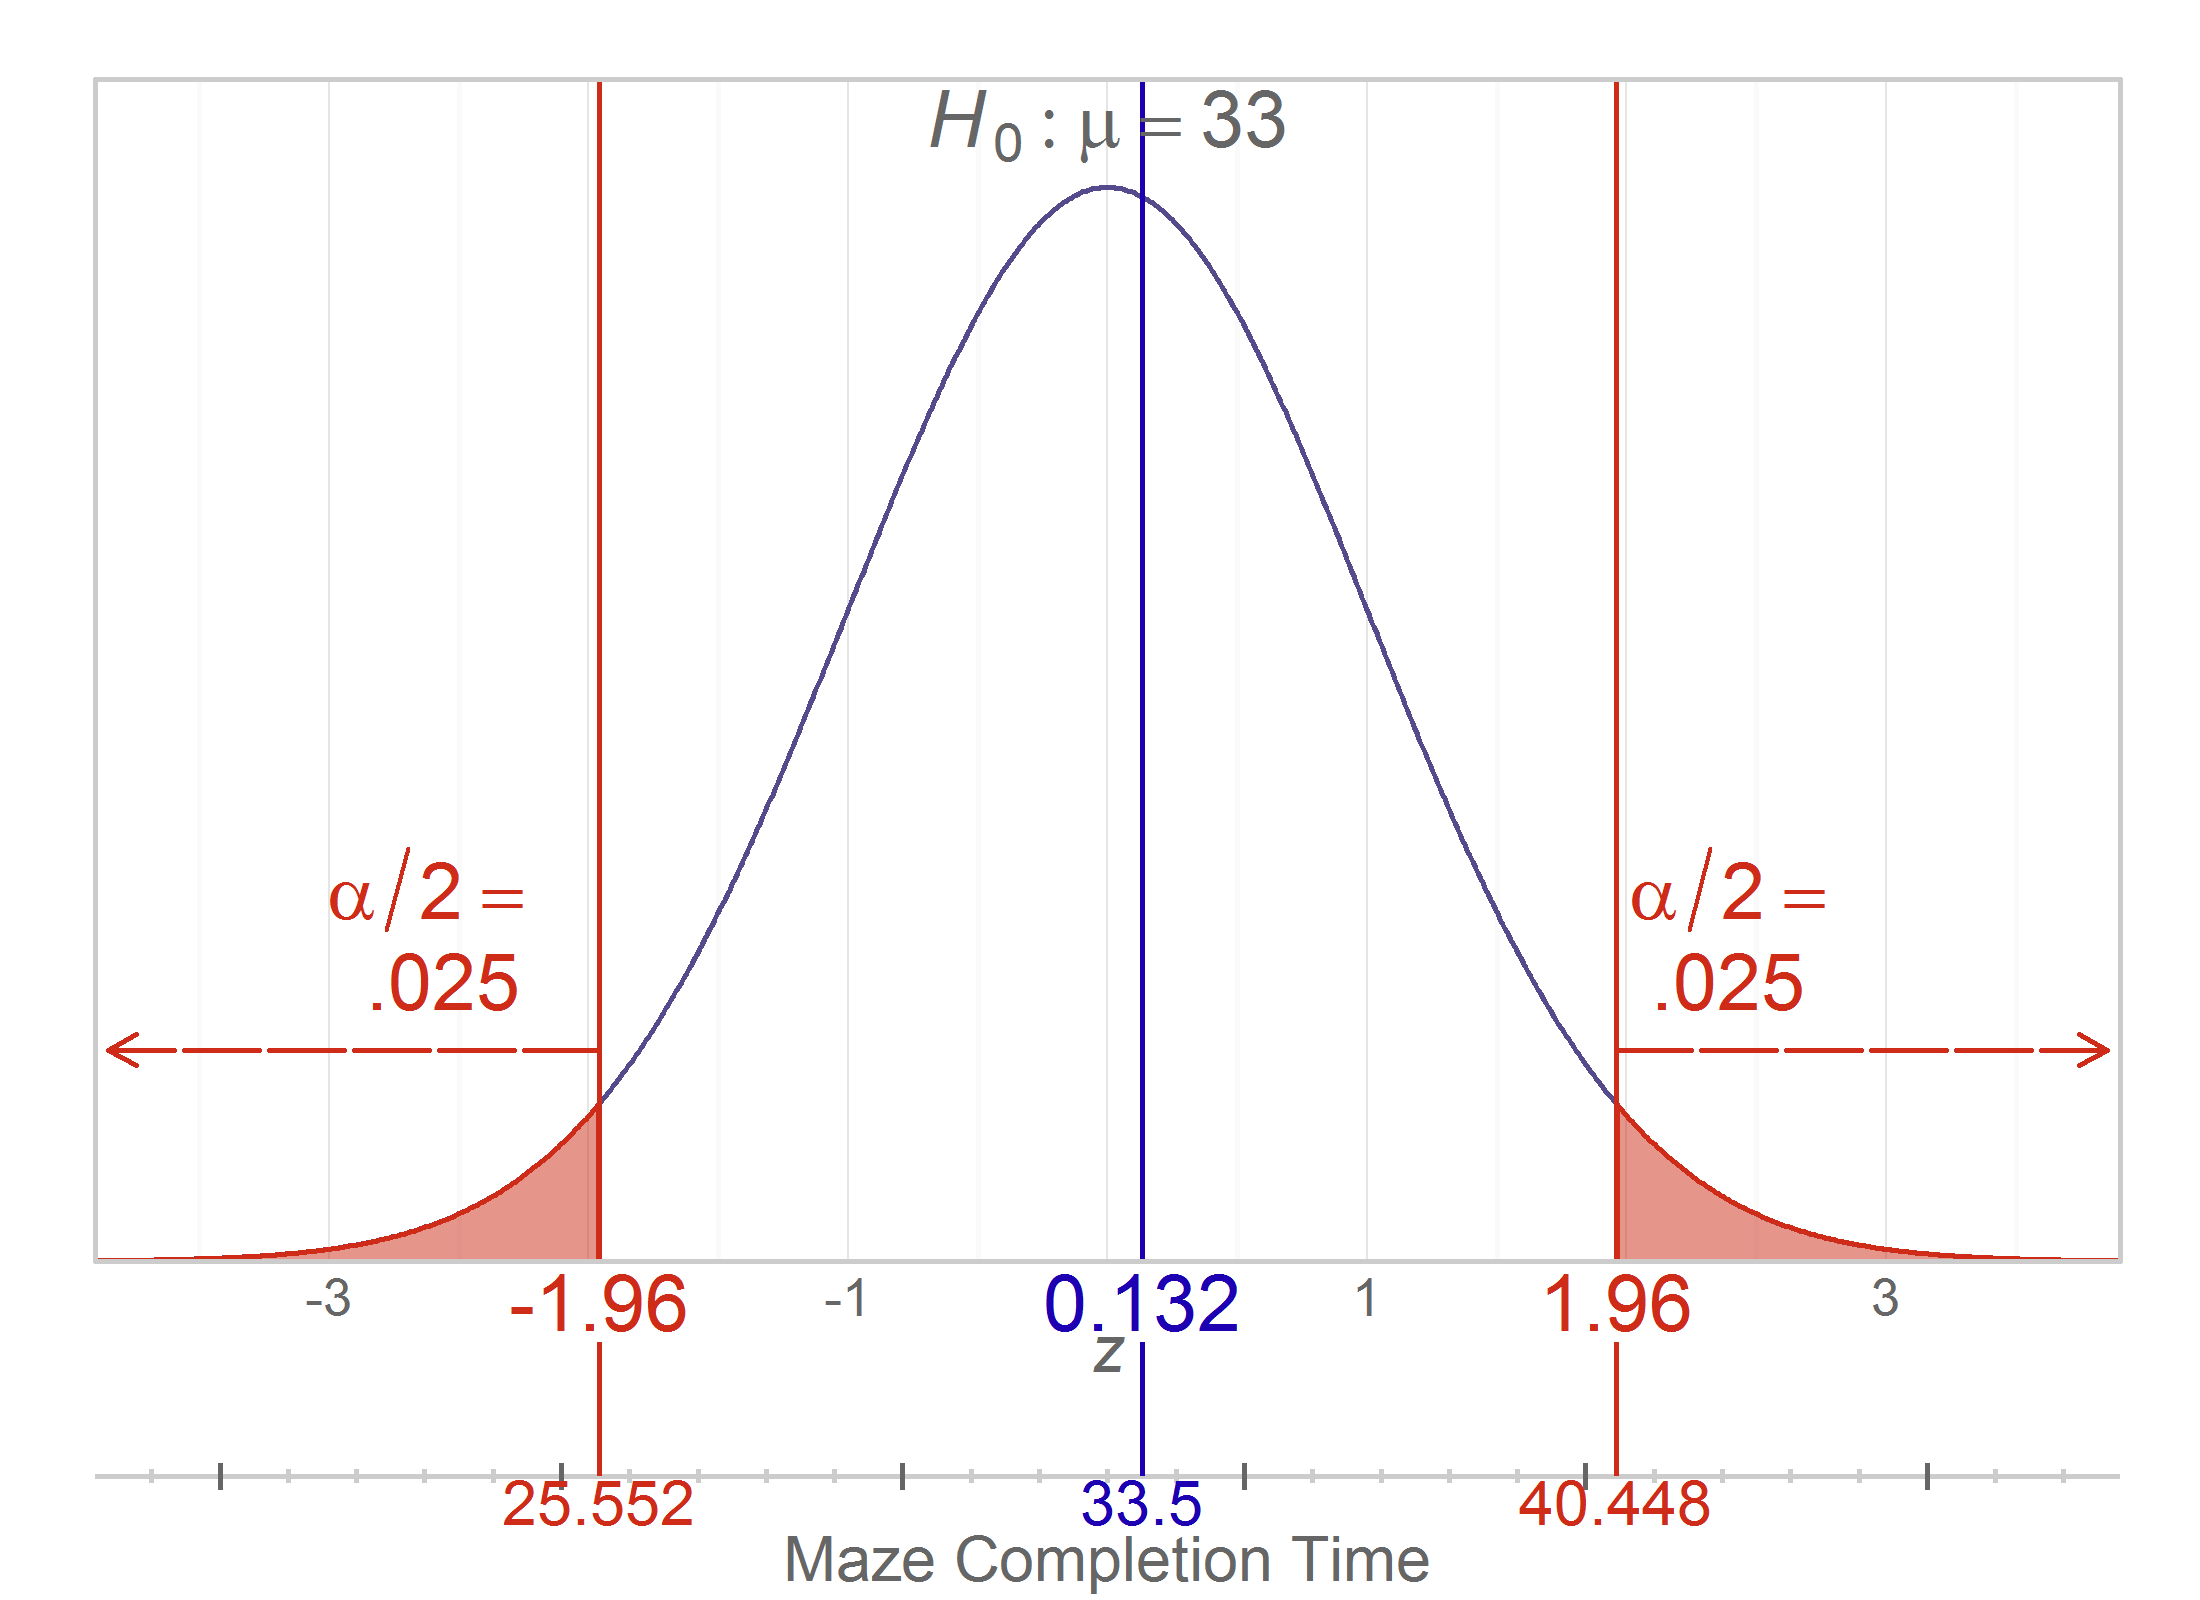 H0 : μ = 33
α/2 =
.025
α/2 =
.025
-3 -1.96 -1 0.132 1 1.96 3
z
25.552 33.5 40.448
Maze Completion Time